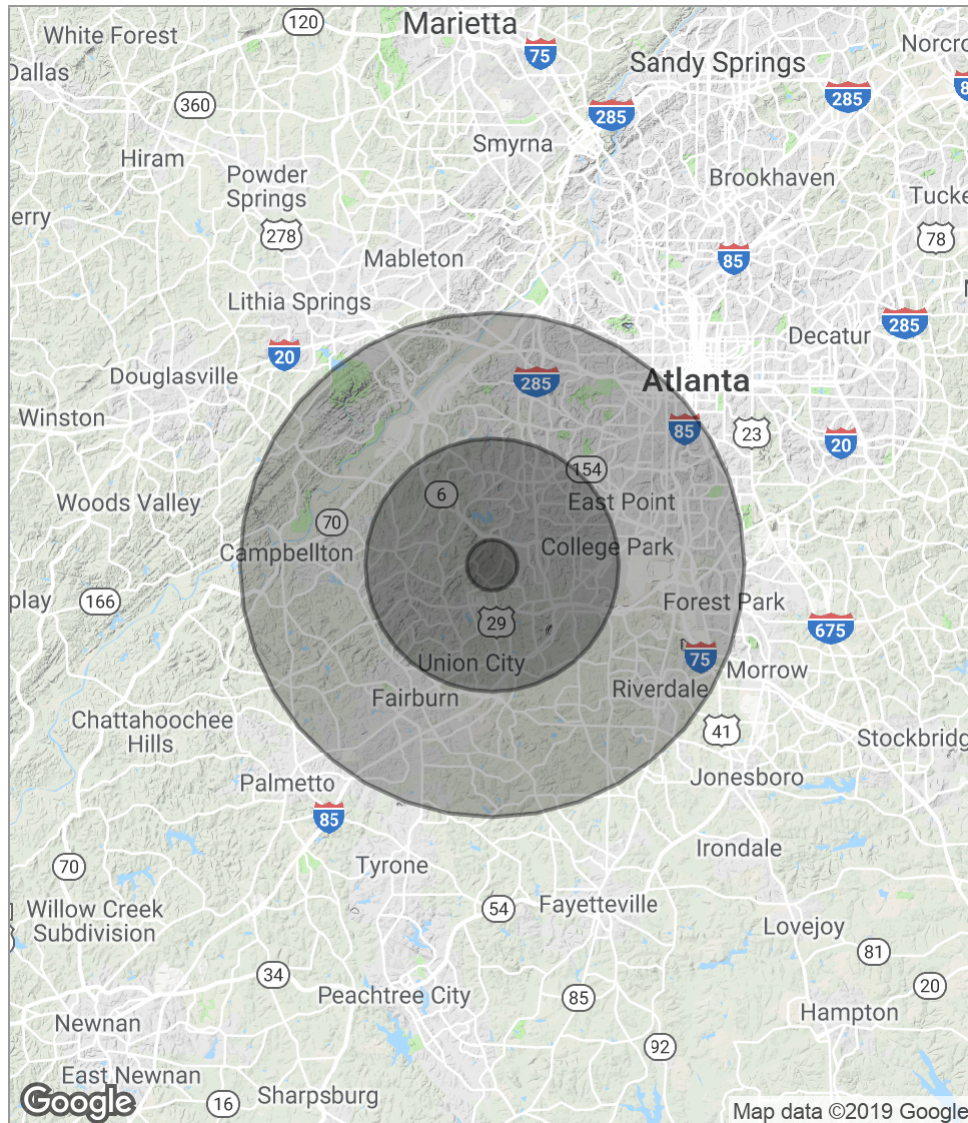 120
Marietta
White Forest
75
Norcro
Dallas
Sandy Springs
8
285
360
285
Smyrna
Hiram
Powder
Springs
Brookhaven
Tucke
erry
278
78
Mableton
85
Lithia Springs
285
Decatur
20
Douglasville
285
Atlanta
Winston
85
23
20
154
6
Woods Valley
East Point
70
Campbellton
College Park
play
166
Forest Park
29
675
Union City
75
Morrow
Fairburn
Riverdale
Chattahoochee
Hills
41
Stockbridg
Palmetto
Jonesboro
85
Irondale
70
Tyrone
54
Fayetteville
Willow Creek
Subdivision
Lovejoy
81
34
20
Peachtree City
85
Newnan
Hampton
92
East Newnan
Sharpsburg
16
Google
Map data ©2019 Google